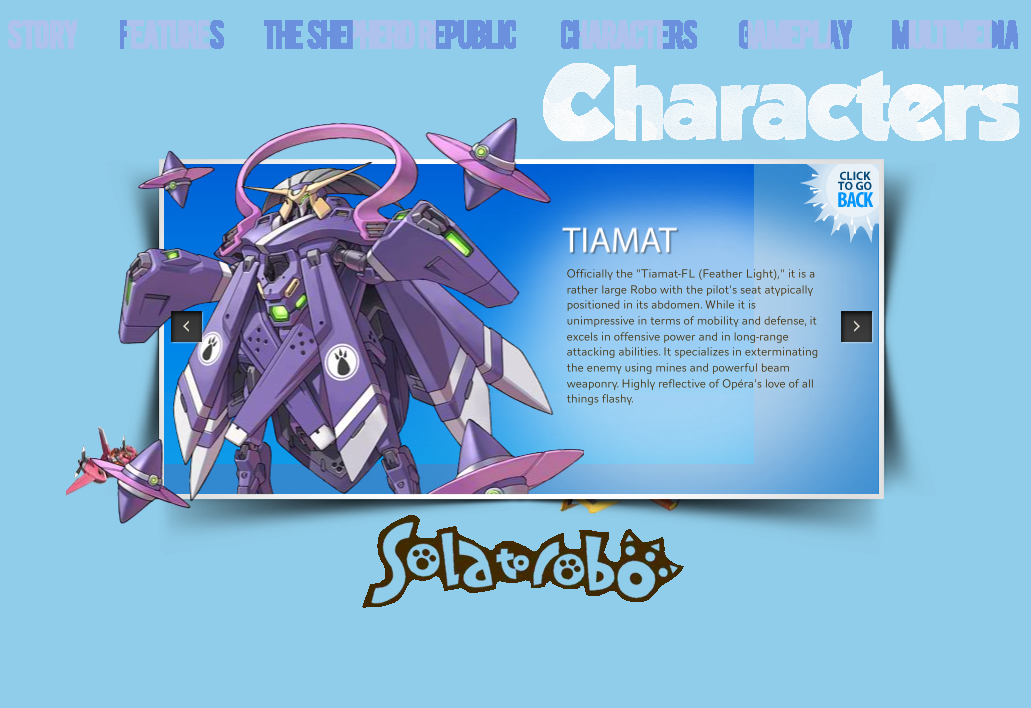 STORY FEATURES THE SHEPHERD REPUBLIC CHARACTERS GAMEPLAY MULTIMEDIA
Characters
CLICK
TO GO
BACK
TIAMAT
Officially the "Tiamat-FL (Feather Light)," it is a
rather large Robo with the pilot's seat atypically
positioned in its abdomen. While it is
unimpressive in terms of mobility and defense, it
excels in offensive power and in long-range
attacking abilities. It specializes in exterminating
the enemy using mines and powerful beam
weaponry. Highly reflective of Opéra's love of all
things flashy.
Solatorobo